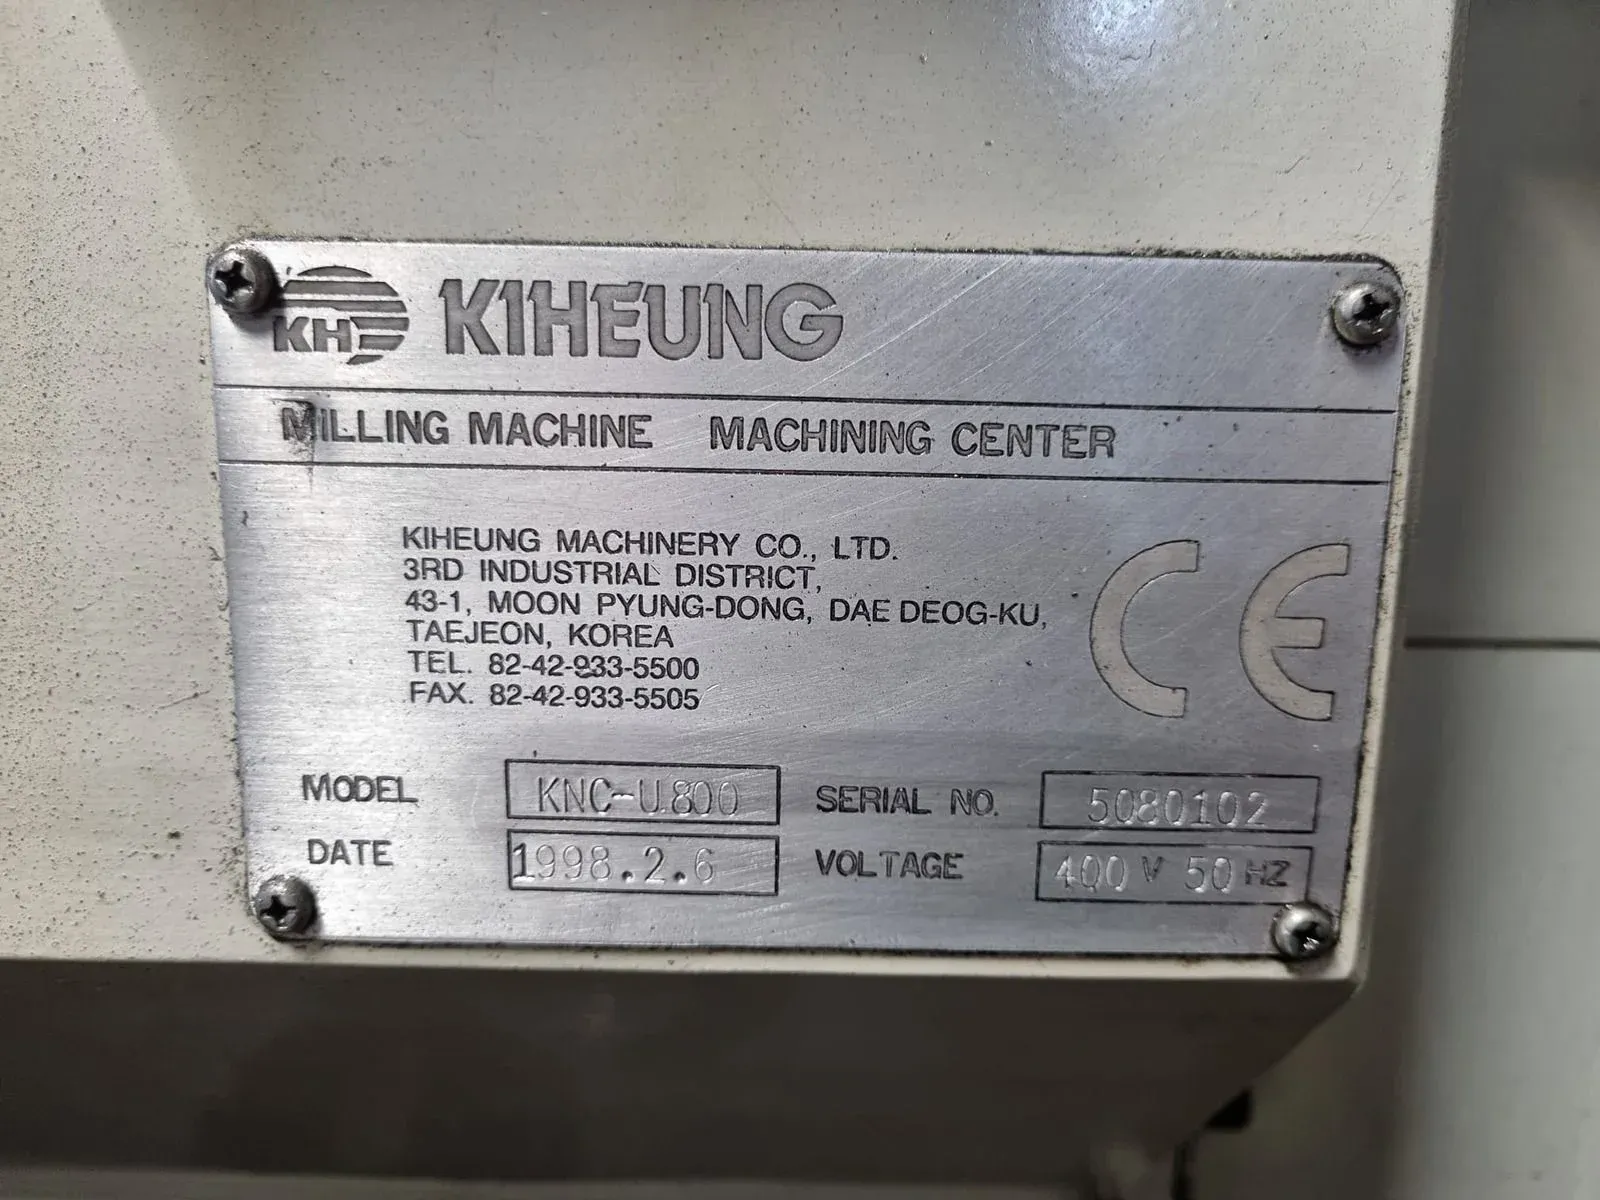 KH KIHEUNG
MILLING MACHINE MACHINING CENTER
KIHEUNG MACHINERY CO., LTD.
3RD INDUSTRIAL DISTRICT,
43-1, MOON PYUNG-DONG, DAE DEOG-KU,
TAEJEON, KOREA
TEL. 82-42-933-5500
FAX. 82-42-933-5505
CE
MODEL KNC-U800 SERIAL NO. 5080102
DATE 1998.2.6 VOLTAGE 400 V 50 HZ